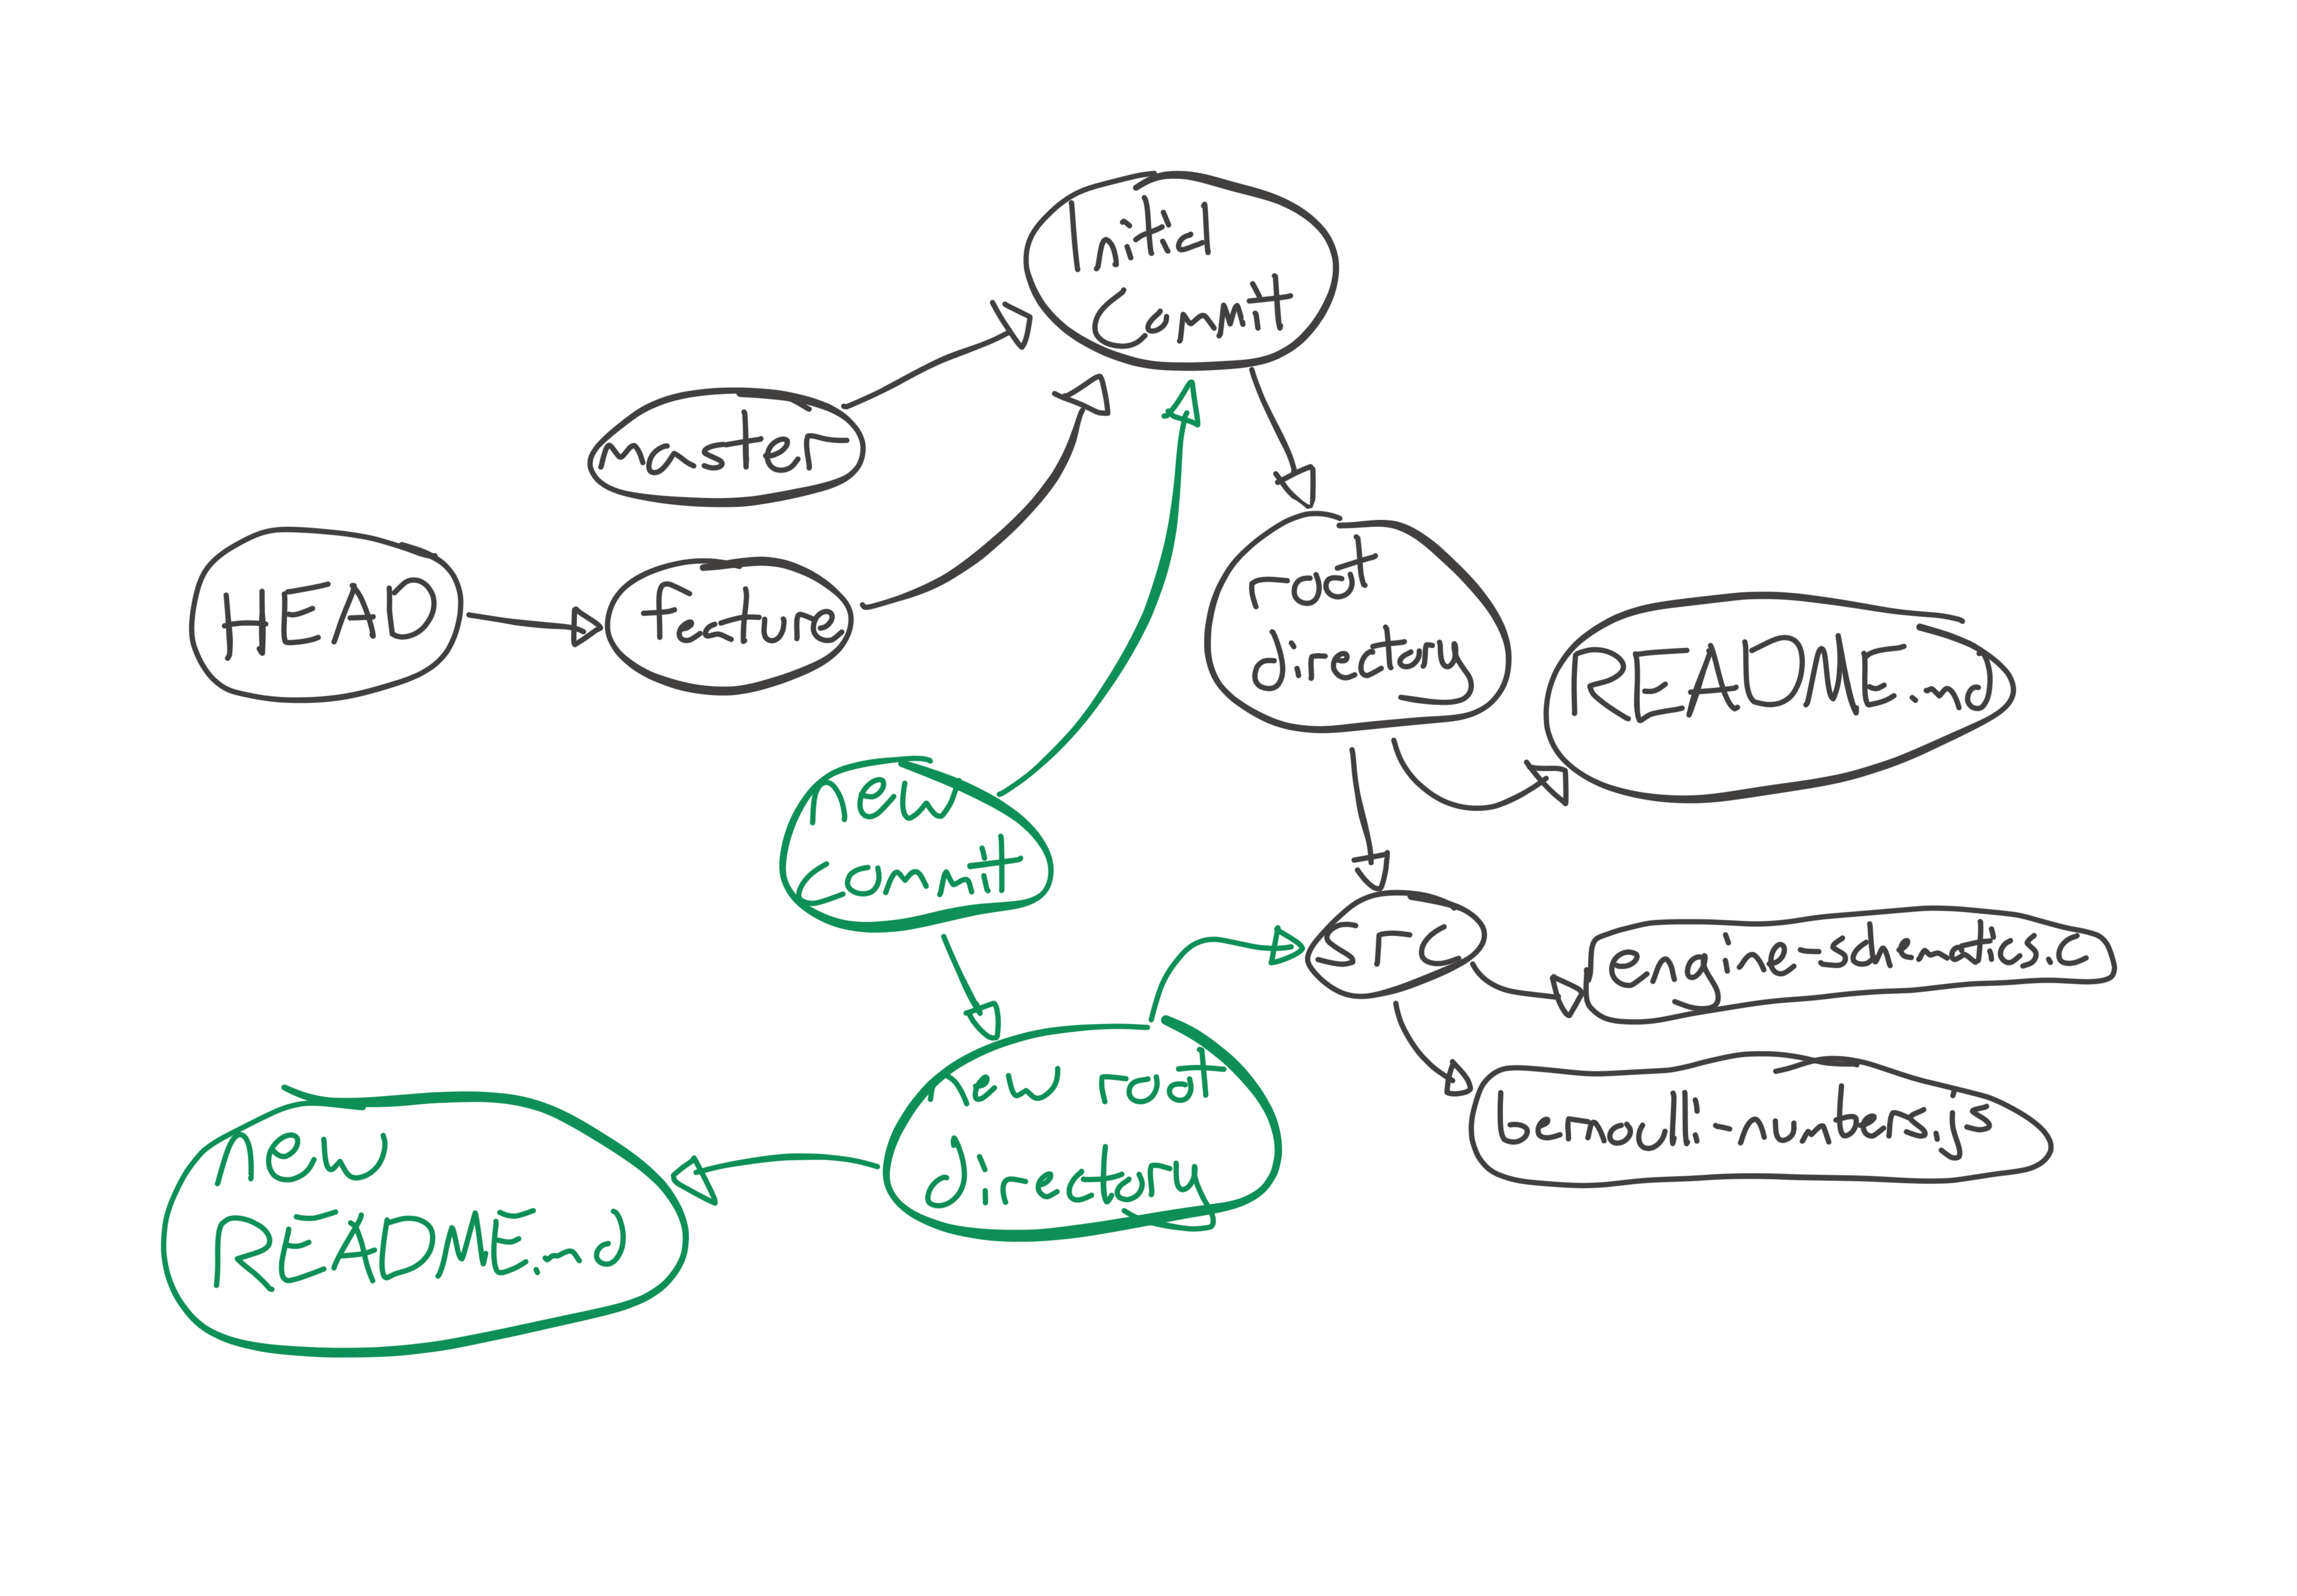 Initial
Commit
master
HEAD
feature
root
directory
README.md
new
commit
src
engine-schematics.c
new root
directory
bernoulli-numbers.js
new
README.md